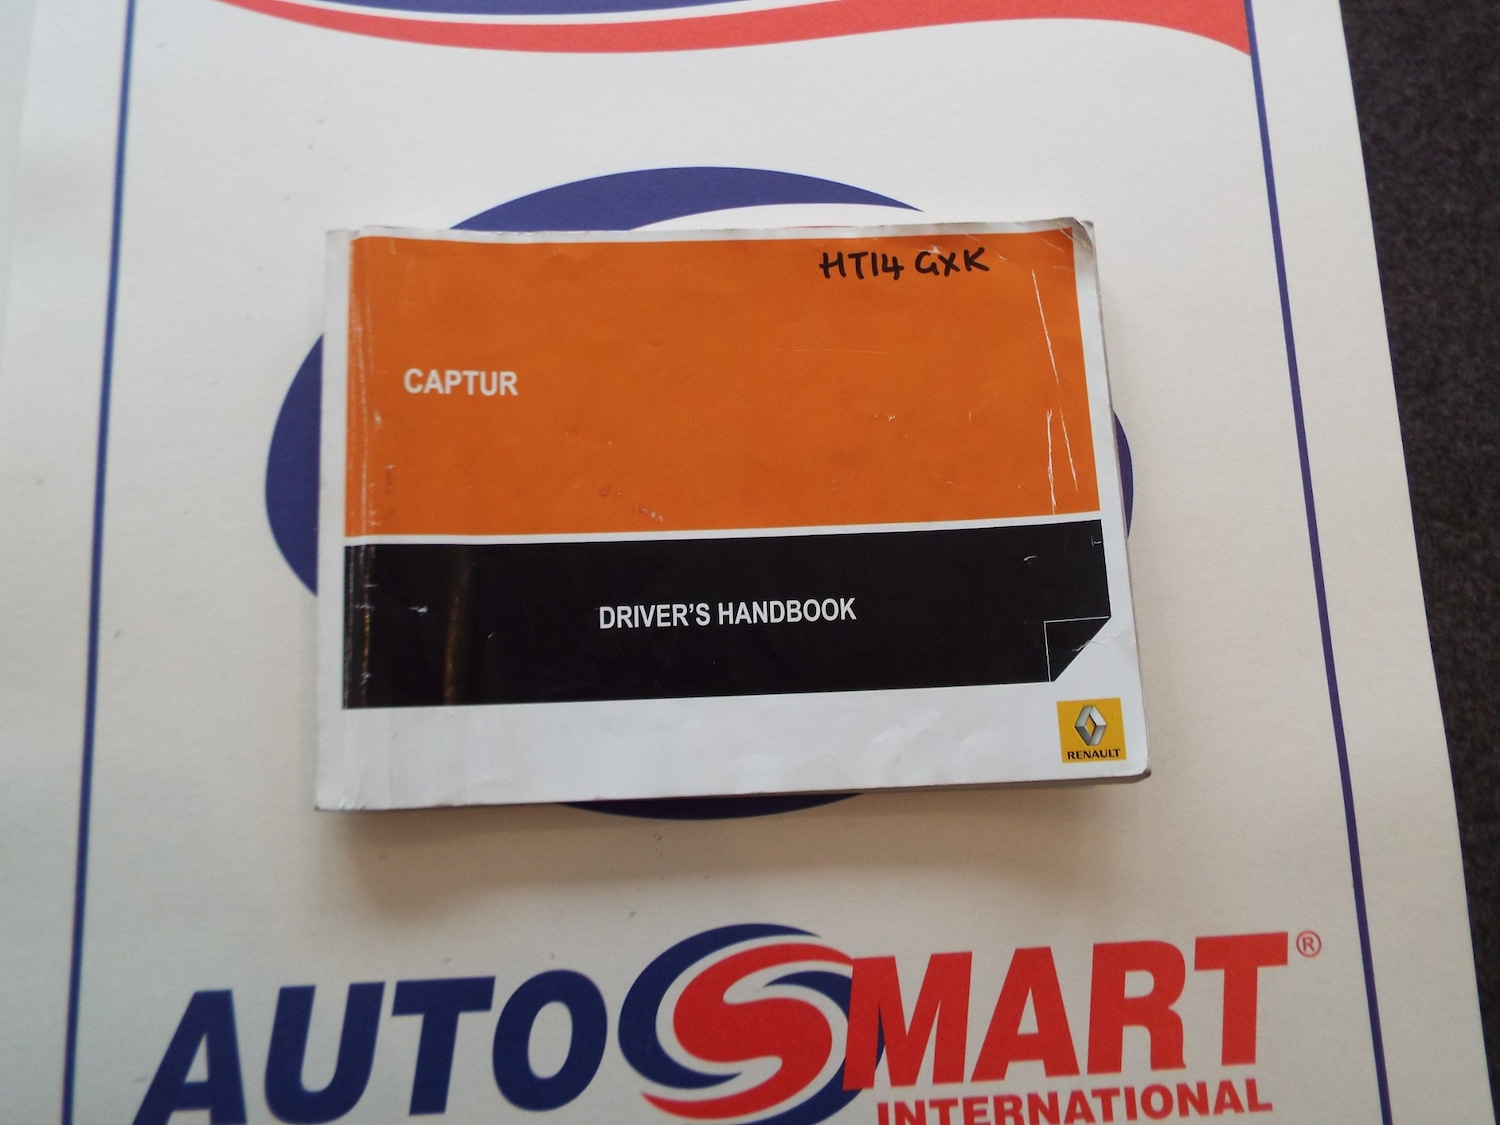 HT14 GXK
CAPTUR
DRIVER'S HANDBOOK
RENAULT
AUTOSMART®
INTERNATIONAL